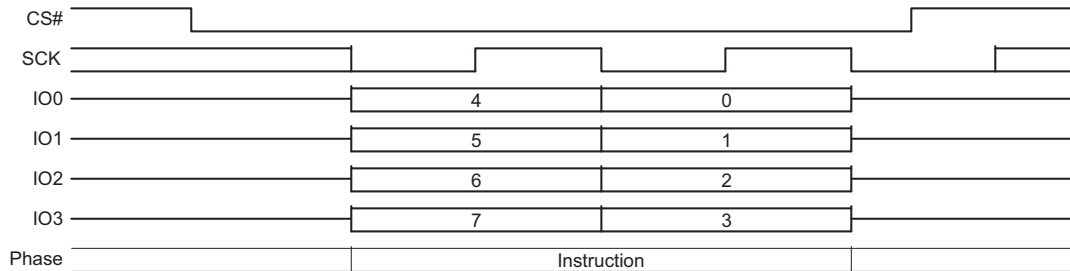 CS#
SCK
IO0 4 0
IO1 5 1
IO2 6 2
IO3 7 3
Phase Instruction